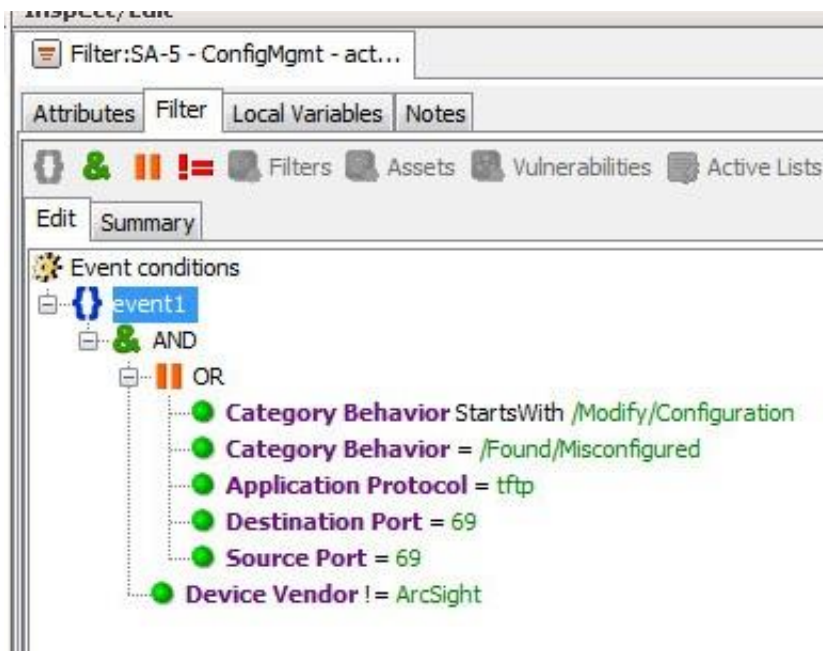 Inspect/Edit
Filter:SA-5 - ConfigMgmt - act...
Attributes Filter Local Variables Notes
{} & || != Filters Assets Vulnerabilities Active Lists
Edit Summary
Event conditions
{} event1
& AND
|| OR
Category Behavior StartsWith /Modify/Configuration
Category Behavior = /Found/Misconfigured
Application Protocol = tftp
Destination Port = 69
Source Port = 69
Device Vendor != ArcSight